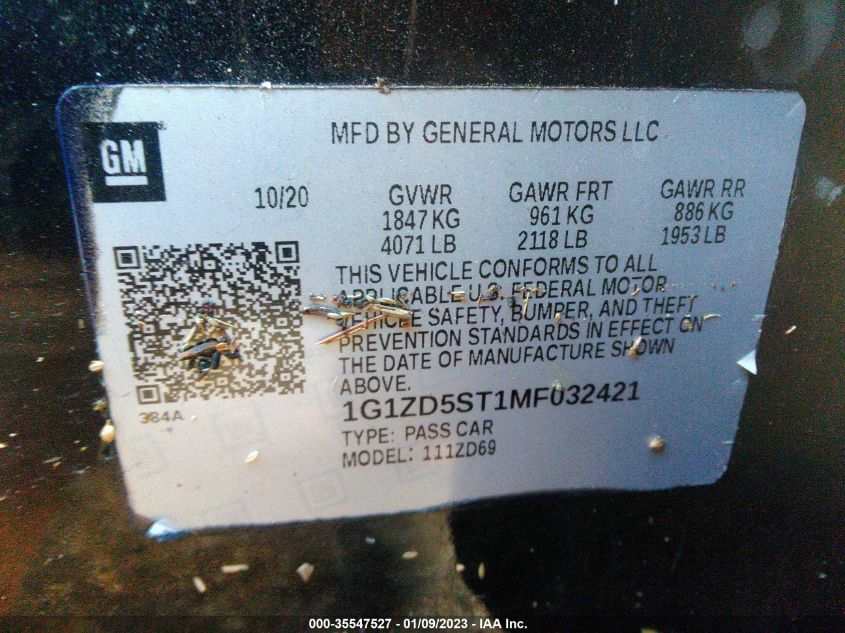 MFD BY GENERAL MOTORS LLC
GM
10/20 GVWR GAWR FRT GAWR RR
1847 KG 961 KG 886 KG
4071 LB 2118 LB 1953 LB
THIS VEHICLE CONFORMS TO ALL
APPLICABLE U.S. FEDERAL MOTOR
VEHICLE SAFETY, BUMPER, AND THEFT
PREVENTION STANDARDS IN EFFECT ON
THE DATE OF MANUFACTURE SHOWN
ABOVE.
384A
1G1ZD5ST1MF032421
TYPE: PASS CAR
MODEL: 111ZD69
000-35547527 - 01/09/2023 - IAA Inc.